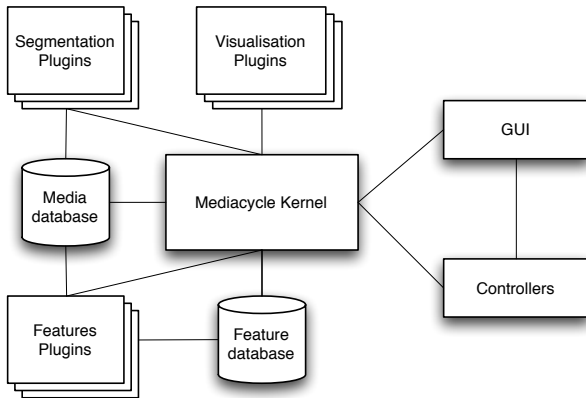 Segmentation
Plugins
Visualisation
Plugins
GUI
Media
database
Mediacycle Kernel
Controllers
Features
Plugins
Feature
database